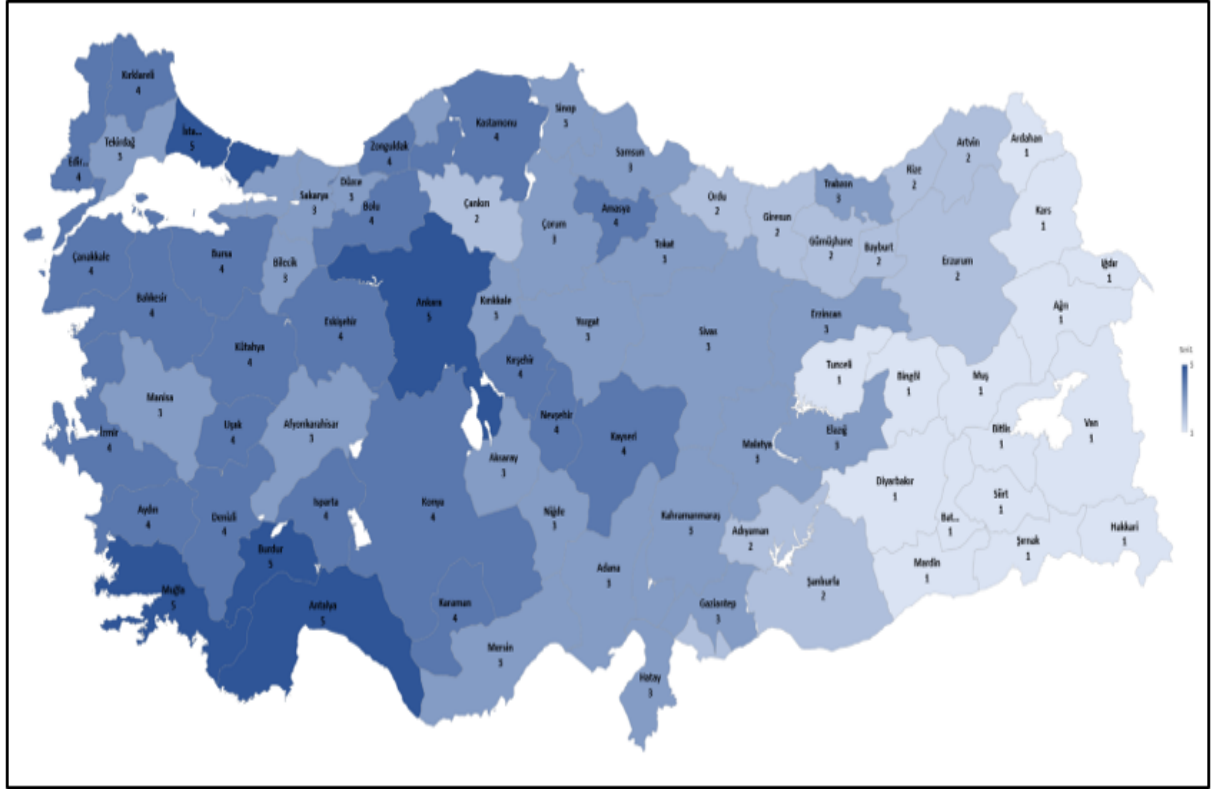 Kırklareli
4
Tekirdağ
3
İsta...
5
Edir...
4
Kastamonu
4
Sinop
3
Zonguldak
4
Samsun
3
Artvin
2
Ardahan
1
Düzce
3
Sakarya
3
Bolu
4
Çankırı
2
Amasya
4
Ordu
2
Trabzon
3
Rize
2
Çorum
3
Tokat
3
Giresun
2
Gümüşhane
2
Bayburt
2
Kars
1
Çanakkale
4
Bursa
4
Bilecik
3
Erzurum
2
Iğdır
1
Balıkesir
4
Ankara
5
Kırıkkale
3
Ağrı
1
Eskişehir
4
Yozgat
3
Sivas
3
Erzincan
3
Kütahya
4
Kırşehir
4
Tunceli
1
Bingöl
1
Muş
1
Manisa
3
Uşak
4
Afyonkarahisar
3
Nevşehir
4
Kayseri
4
Malatya
3
Elazığ
3
Bitlis
1
Van
1
İzmir
4
Aksaray
3
Diyarbakır
1
Siirt
1
Aydın
4
Denizli
4
Isparta
4
Konya
4
Niğde
3
Kahramanmaraş
3
Adıyaman
2
Bat...
1
Şırnak
1
Hakkari
1
Burdur
5
Adana
3
Mardin
1
Şanlıurfa
2
Muğla
5
Antalya
5
Karaman
4
Gaziantep
3
Mersin
3
Hatay
3
5